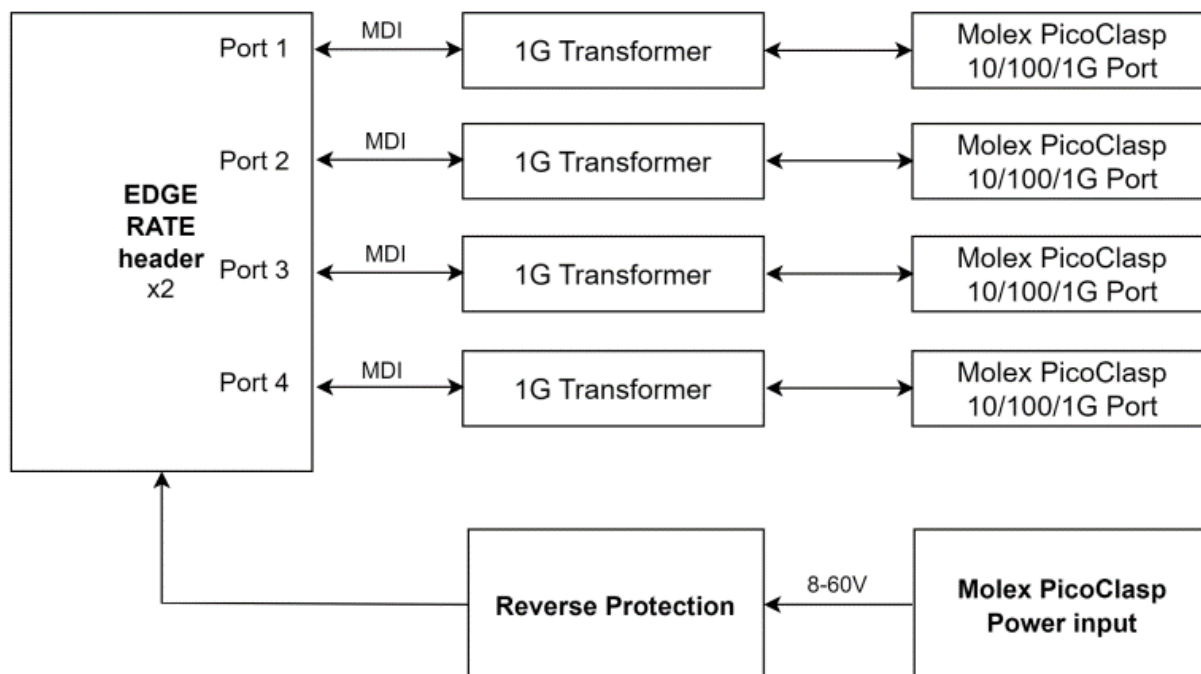 Port 1
MDI
1G Transformer
Molex PicoClasp
10/100/1G Port
Port 2
MDI
1G Transformer
Molex PicoClasp
10/100/1G Port
EDGE
RATE
header
x2
Port 3
MDI
1G Transformer
Molex PicoClasp
10/100/1G Port
Port 4
MDI
1G Transformer
Molex PicoClasp
10/100/1G Port
Reverse Protection
8-60V
Molex PicoClasp
Power input